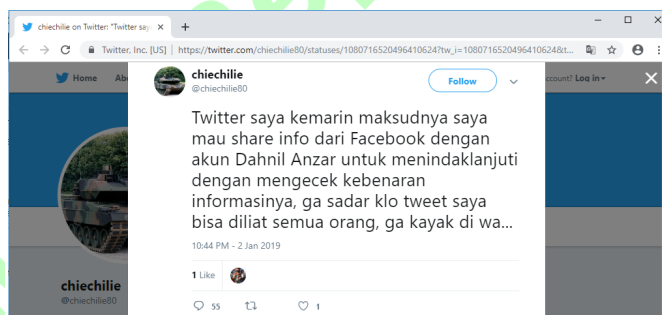 chiechilie on Twitter: "Twitter say
Twitter, Inc. [US] | https://twitter.com/chiechilie80/statuses/1080716520496410624?tw_i=1080716520496410624&t...
Home Ab
ccount? Log in
chiechilie
@chiechilie80
Follow
Twitter saya kemarin maksudnya saya
mau share info dari Facebook dengan
akun Dahnil Anzar untuk menindaklanjuti
dengan mengecek kebenaran
informasinya, ga sadar klo tweet saya
bisa diliat semua orang, ga kayak di wa...
10:44 PM - 2 Jan 2019
1 Like
55 1
chiechilie
@chiechilie80